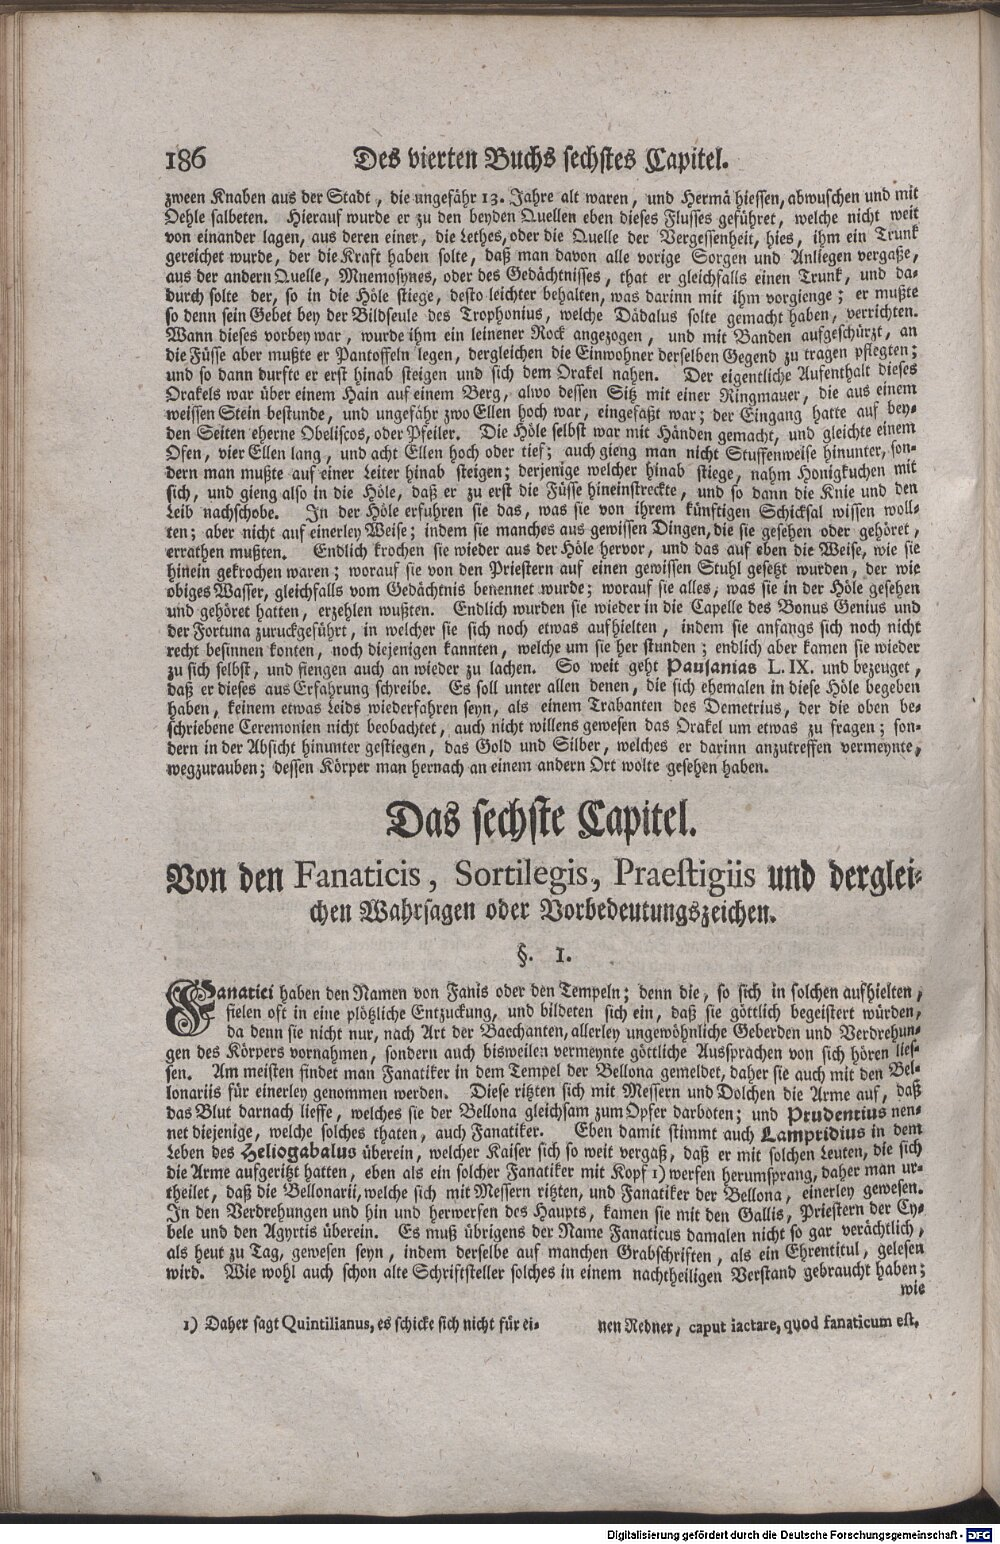 186 Des vierten Buchs sechstes Capitel.
zween Knaben aus der Stadt, die ungefähr 13. Jahre alt waren, und Hermä hiessen, abwuschen und mit
Oehle salbeten. Hierauf wurde er zu den beyden Quellen eben dieses Flusses geführet, welche nicht weit
von einander lagen, aus deren einer, die Lethes, oder die Quelle der Vergessenheit, hies, ihm ein Trunk
gereichet wurde, der die Kraft haben solte, daß man davon alle vorige Sorgen und Anliegen vergaße,
aus der andern Quelle, Mnemosynes, oder des Gedächtnisses, that er gleichfalls einen Trunk, und da-
durch solte der, so in die Höle stiege, desto leichter behalten, was darinn mit ihm vorgienge; er mußte
so denn sein Gebet bey der Bildseule des Trophonius, welche Dädalus solte gemacht haben, verrichten.
Wann dieses vorbey war, wurde ihm ein leinener Rock angezogen, und mit Banden aufgeschürzt, an
die Füsse aber mußte er Pantoffeln legen, dergleichen die Einwohner derselben Gegend zu tragen pflegten;
und so dann durfte er erst hinab steigen und sich dem Orakel nahen. Der eigentliche Aufenthalt dieses
Orakels war über einem Hain auf einem Berg, alwo dessen Sitz mit einer Ringmauer, die aus einem
weissen Stein bestunde, und ungefähr zwo Ellen hoch war, eingefaßt war; der Eingang hatte auf bey-
den Seiten eherne Obeliscos, oder Pfeiler. Die Höle selbst war mit Händen gemacht, und gleichte einem
Ofen, vier Ellen lang, und acht Ellen hoch oder tief; auch gieng man nicht Stuffenweise hinunter, son-
dern man mußte auf einer Leiter hinab steigen; derjenige welcher hinab stiege, nahm Honigkuchen mit
sich, und gieng also in die Höle, daß er zu erst die Füsse hineinstreckte, und so dann die Knie und den
Leib nachschobe. In der Höle erfuhren sie das, was sie von ihrem künftigen Schicksal wissen woll-
ten; aber nicht auf einerley Weise; indem sie manches aus gewissen Dingen, die sie gesehen oder gehöret,
errathen mußten. Endlich krochen sie wieder aus der Höle hervor, und das auf eben die Weise, wie sie
hinein gekrochen waren; worauf sie von den Priestern auf einen gewissen Stuhl gesetzt wurden, der wie
obiges Wasser, gleichfalls vom Gedächtnis benennet wurde; worauf sie alles, was sie in der Höle gesehen
und gehöret hatten, erzehlen wußten. Endlich wurden sie wieder in die Capelle des Bonus Genius und
der Fortuna zuruckgeführt, in welcher sie sich noch etwas aufhielten, indem sie anfangs sich noch nicht
recht besinnen konten, noch diejenigen kannten, welche um sie her stunden; endlich aber kamen sie wieder
zu sich selbst, und fiengen auch an wieder zu lachen. So weit geht Pausanias L. IX. und bezeuget,
daß er dieses aus Erfahrung schreibe. Es soll unter allen denen, die sich ehemalen in diese Höle begeben
haben, keinem etwas Leids wiederfahren seyn, als einem Trabanten des Demetrius, der die oben be-
schriebene Ceremonien nicht beobachtet, auch nicht willens gewesen das Orakel um etwas zu fragen; son-
dern in der Absicht hinunter gestiegen, das Gold und Silber, welches er darinn anzutreffen vermeynte,
wegzurauben; dessen Körper man hernach an einem andern Ort wolte gesehen haben.
Das sechste Capitel.
Von den Fanaticis, Sortilegis, Praestigiis und derglei-
chen Wahrsagen oder Vorbedeutungszeichen.
§. 1.
Fanatici haben den Namen von Fanis oder den Tempeln; denn die, so sich in solchen aufhielten,
fielen oft in eine plötzliche Entzuckung, und bildeten sich ein, daß sie göttlich begeistert würden,
da denn sie nicht nur, nach Art der Bacchanten, allerley ungewöhnliche Geberden und Verdrehun-
gen des Körpers vornahmen, sondern auch bisweilen vermeynte göttliche Aussprachen von sich hören lies-
sen. Am meisten findet man Fanatiker in dem Tempel der Bellona gemeldet, daher sie auch mit den Bel-
lonariis für einerley genommen werden. Diese ritzten sich mit Messern und Dolchen die Arme auf, daß
das Blut darnach lieffe, welches sie der Bellona gleichsam zum Opfer darboten; und Prudentius nen-
net diejenige, welche solches thaten, auch Fanatiker. Eben damit stimmt auch Lampridius in dem
Leben des Heliogabalus überein, welcher Kaiser sich so weit vergaß, daß er mit solchen Leuten, die sich
die Arme aufgeritzt hatten, eben als ein solcher Fanatiker mit Kopf 1) werfen herumsprang, daher man ur-
theilet, daß die Bellonarii, welche sich mit Messern ritzten, und Fanatiker der Bellona, einerley gewesen.
In den Verdrehungen und hin und herwerfen des Haupts, kamen sie mit den Gallis, Priestern der Cy-
bele und den Agyrtis überein. Es muß übrigens der Name Fanaticus damalen nicht so gar verächtlich,
als heut zu Tag, gewesen seyn, indem derselbe auf manchen Grabschriften, als ein Ehrentitul, gelesen
wird. Wie wohl auch schon alte Schriftsteller solches in einem nachtheiligen Verstand gebraucht haben;
wie
1) Daher sagt Quintilianus, es schicke sich nicht für ei-
nen Redner, caput iactare, quod fanaticum est.
Digitalisierung gefördert durch die Deutsche Forschungsgemeinschaft - DFG